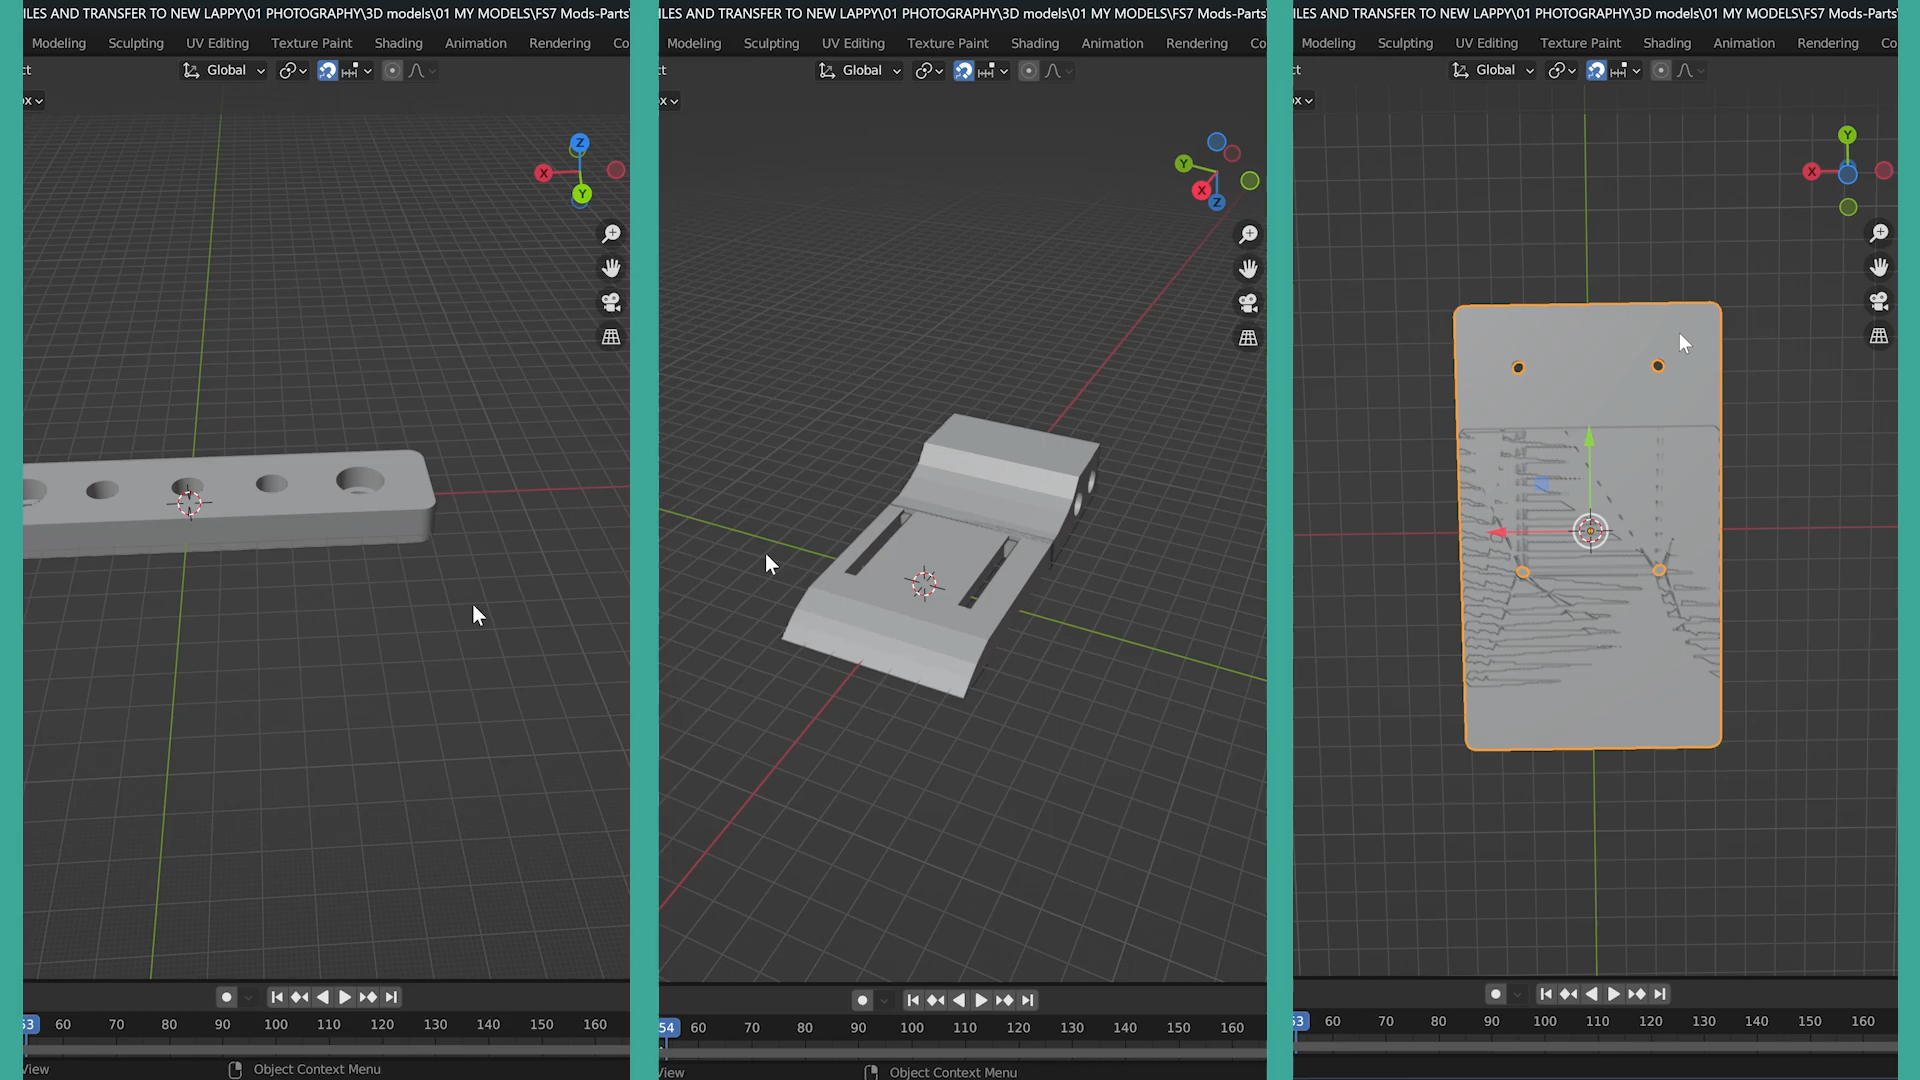 ILES AND TRANSFER TO NEW LAPPY\01 PHOTOGRAPHY\3D models\01 MY MODELS\FS7 Mods-Parts
Modeling Sculpting UV Editing Texture Paint Shading Animation Rendering Co
ct Global
ox
Z
X
Y
53 60 70 80 90 100 110 120 130 140 150 160
View Object Context Menu
ILES AND TRANSFER TO NEW LAPPY\01 PHOTOGRAPHY\3D models\01 MY MODELS\FS7 Mods-Parts
Modeling Sculpting UV Editing Texture Paint Shading Animation Rendering Co
ct Global
x
Y
X
Z
54 60 70 80 90 100 110 120 130 140 150 160
View Object Context Menu
ILES AND TRANSFER TO NEW LAPPY\01 PHOTOGRAPHY\3D models\01 MY MODELS\FS7 Mods-Parts
Modeling Sculpting UV Editing Texture Paint Shading Animation Rendering Co
ct Global
ox
Y
X
53 60 70 80 90 100 110 120 130 140 150 160